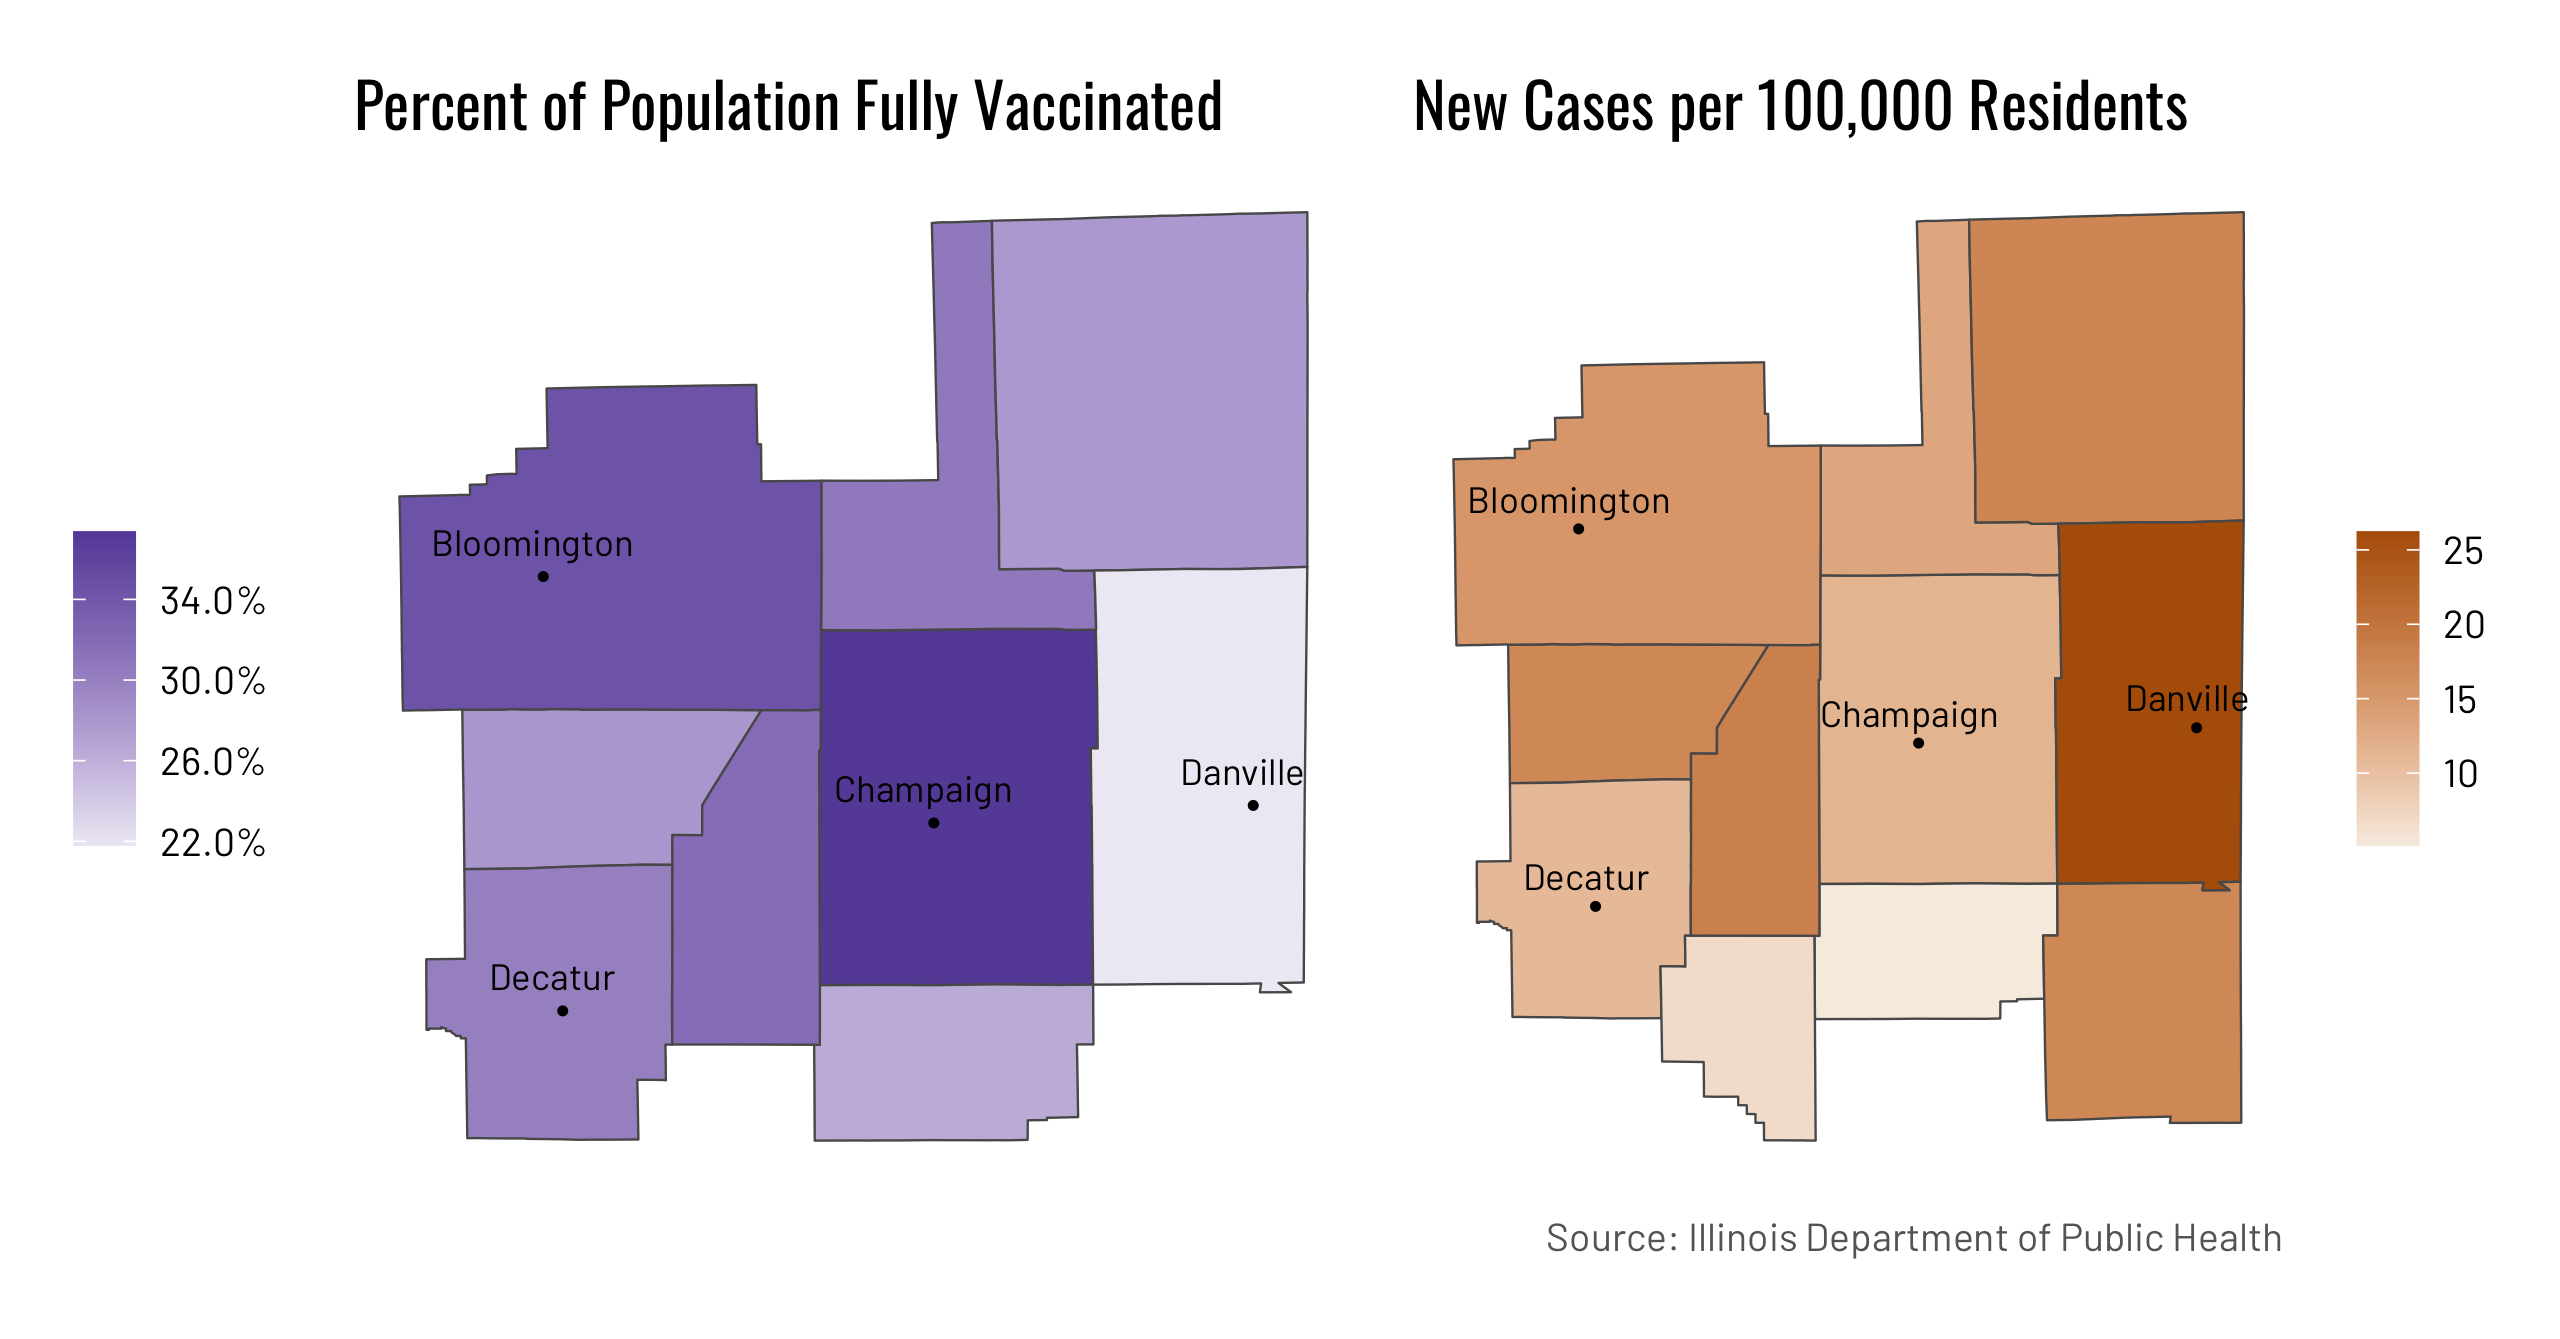 Percent of Population Fully Vaccinated
New Cases per 100,000 Residents
34.0%
30.0%
26.0%
22.0%
Bloomington
Champaign
Danville
Decatur
Bloomington
Champaign
Danville
Decatur
25
20
15
10
Source: Illinois Department of Public Health